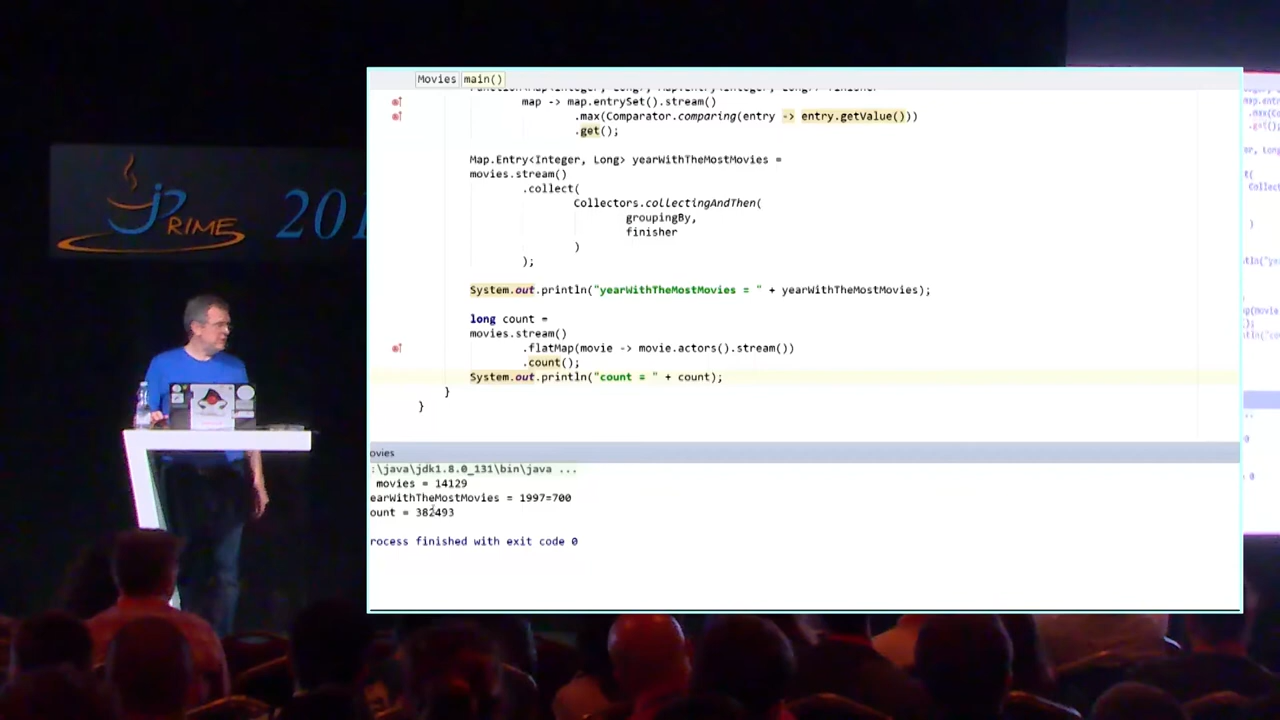 Movies main()
map -> map.entrySet().stream()
.max(Comparator.comparing(entry -> entry.getValue()))
.get();
Map.Entry<Integer, Long> yearWithTheMostMovies =
movies.stream()
.collect(
Collectors.collectingAndThen(
groupingBy,
finisher
)
);
System.out.println("yearWithTheMostMovies = " + yearWithTheMostMovies);
long count =
movies.stream()
.flatMap(movie -> movie.actors().stream())
.count();
System.out.println("count = " + count);
}
}
ovies
:\java\jdk1.8.0_131\bin\java ...
movies = 14129
earWithTheMostMovies = 1997=700
ount = 382493
rocess finished with exit code 0
jPRIME 201